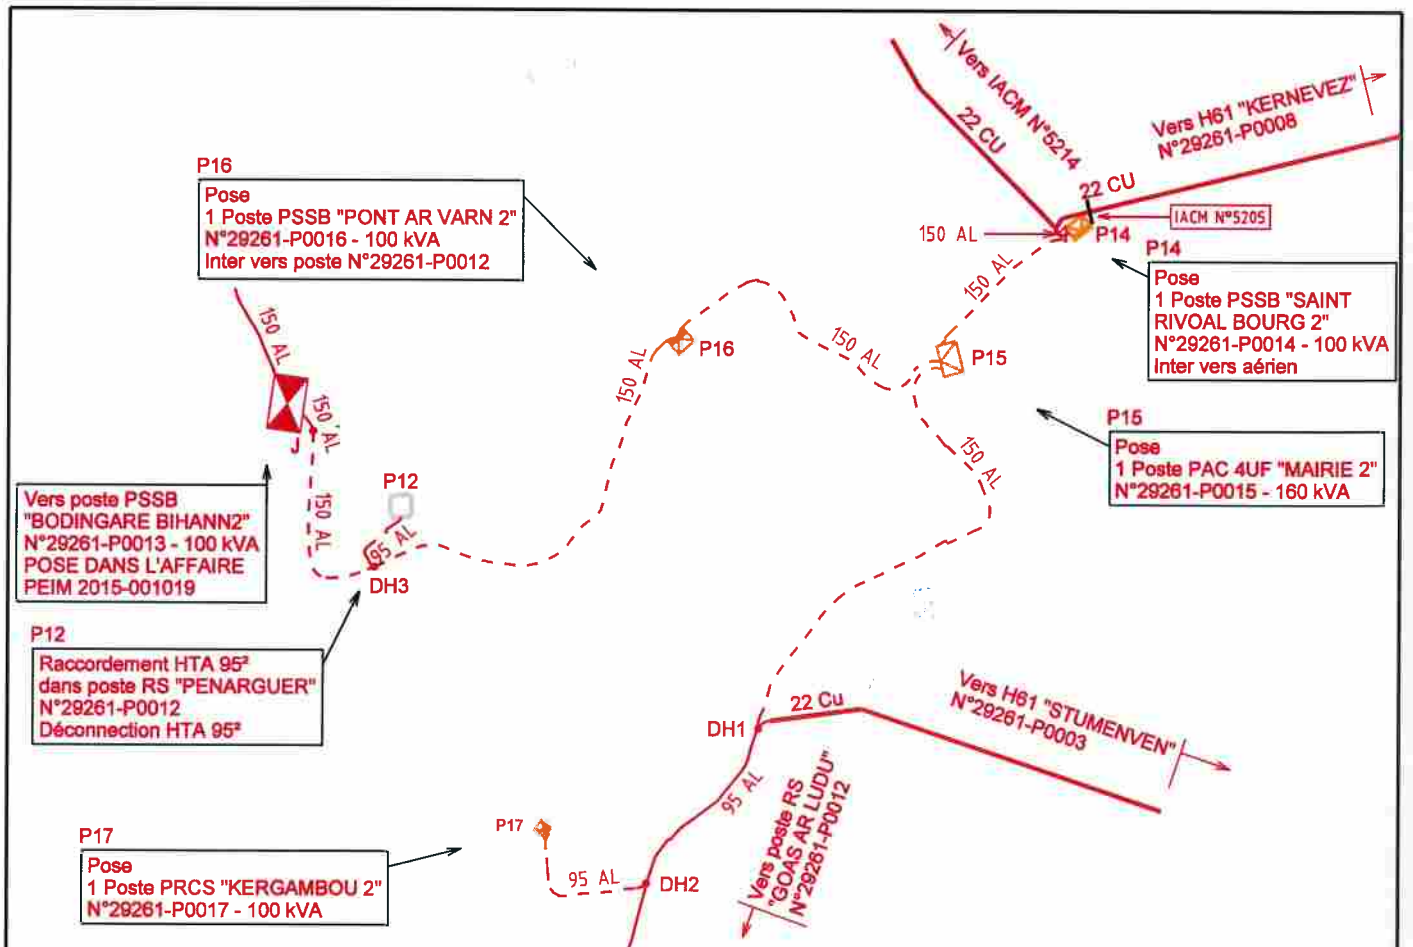 Vers IACM N°5214
22 CU
Vers H61 "KERNEVEZ"
N°29261-P0008
22 CU
IACM N°5205
150 AL
P14
P14
Pose
1 Poste PSSB "SAINT
RIVOAL BOURG 2"
N°29261-P0014 - 100 kVA
Inter vers aérien
P16
Pose
1 Poste PSSB "PONT AR VARN 2"
N°29261-P0016 - 100 kVA
Inter vers poste N°29261-P0012
150 AL
150 AL
P16
150 AL
150 AL
P15
150 AL
J
150 AL
P15
Pose
1 Poste PAC 4UF "MAIRIE 2"
N°29261-P0015 - 160 kVA
150 AL
Vers poste PSSB
"BODINGARE BIHANN2"
N°29261-P0013 - 100 kVA
POSE DANS L'AFFAIRE
PEIM 2015-001019
150 AL
P12
95 AL
DH3
P12
Raccordement HTA 95²
dans poste RS "PENARGUER"
N°29261-P0012
Déconnection HTA 95²
22 Cu
DH1
Vers H61 "STUMENVEN"
N°29261-P0003
95 AL
Vers poste RS
"GOAS AR LUDU"
N°29261-P0012
P17
P17
Pose
1 Poste PRCS "KERGAMBOU 2"
N°29261-P0017 - 100 kVA
95 AL
DH2